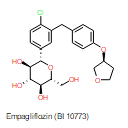 Cl
O
O
HO
O
OH
HO
OH
Empagliflozin (BI 10773)